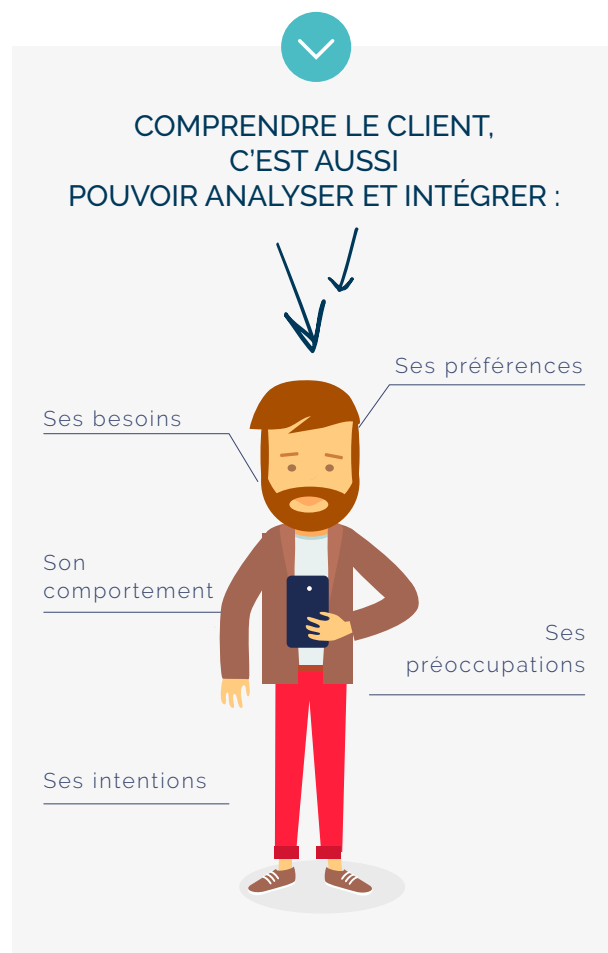 COMPRENDRE LE CLIENT,
C’EST AUSSI
POUVOIR ANALYSER ET INTÉGRER :
Ses préférences
Ses besoins
Son
comportement
Ses
préoccupations
Ses intentions